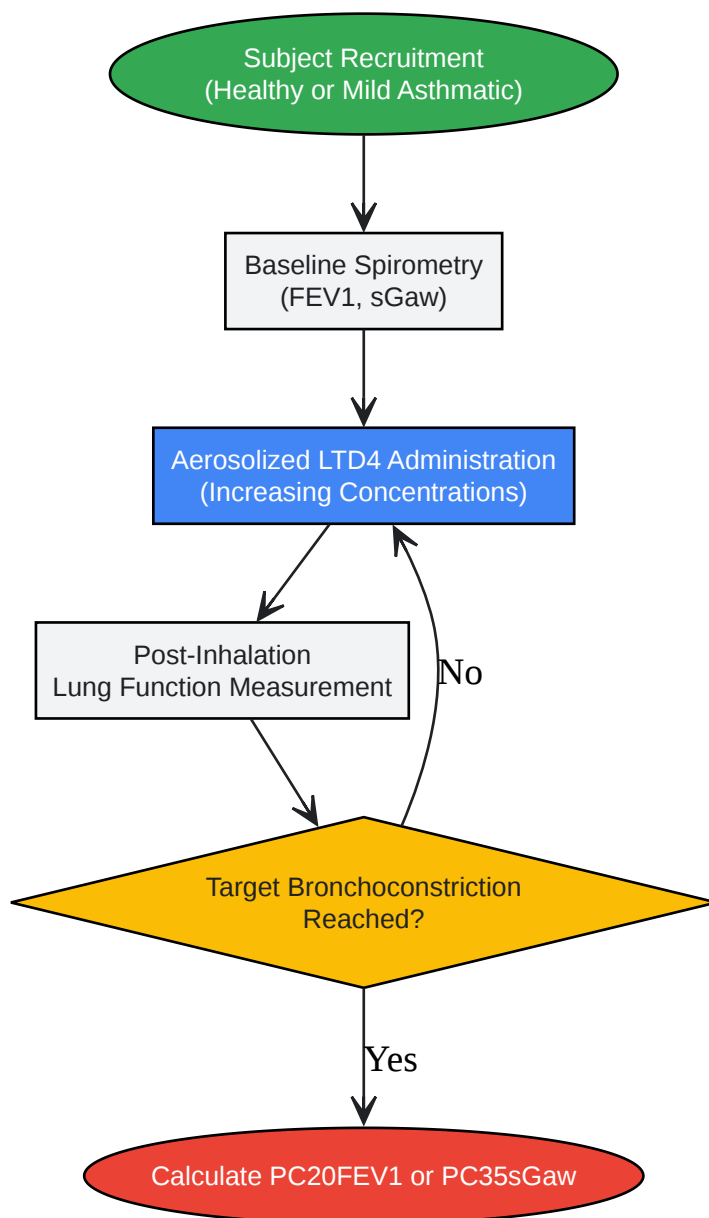 Subject Recruitment
(Healthy or Mild Asthmatic)
Baseline Spirometry
(FEV1, sGaw)
Aerosolized LTD4 Administration
(Increasing Concentrations)
Post-Inhalation
Lung Function Measurement
No
Target Bronchoconstriction
Reached?
Yes
Calculate PC20FEV1 or PC35sGaw